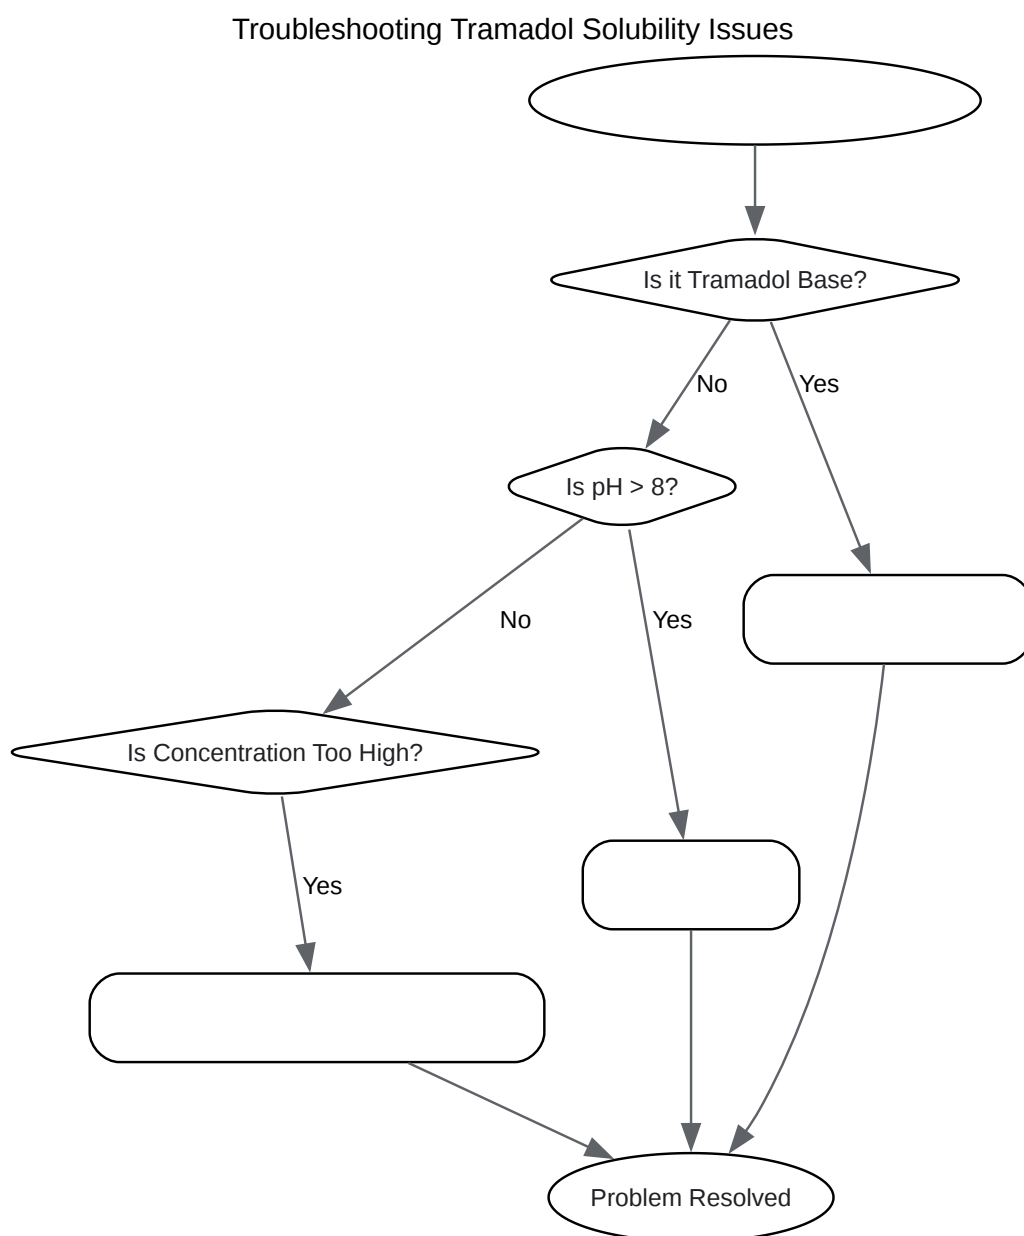 Troubleshooting Tramadol Solubility Issues
Is it Tramadol Base?
No
Yes
Is pH > 8?
No
Yes
Is Concentration Too High?
Yes
Problem Resolved